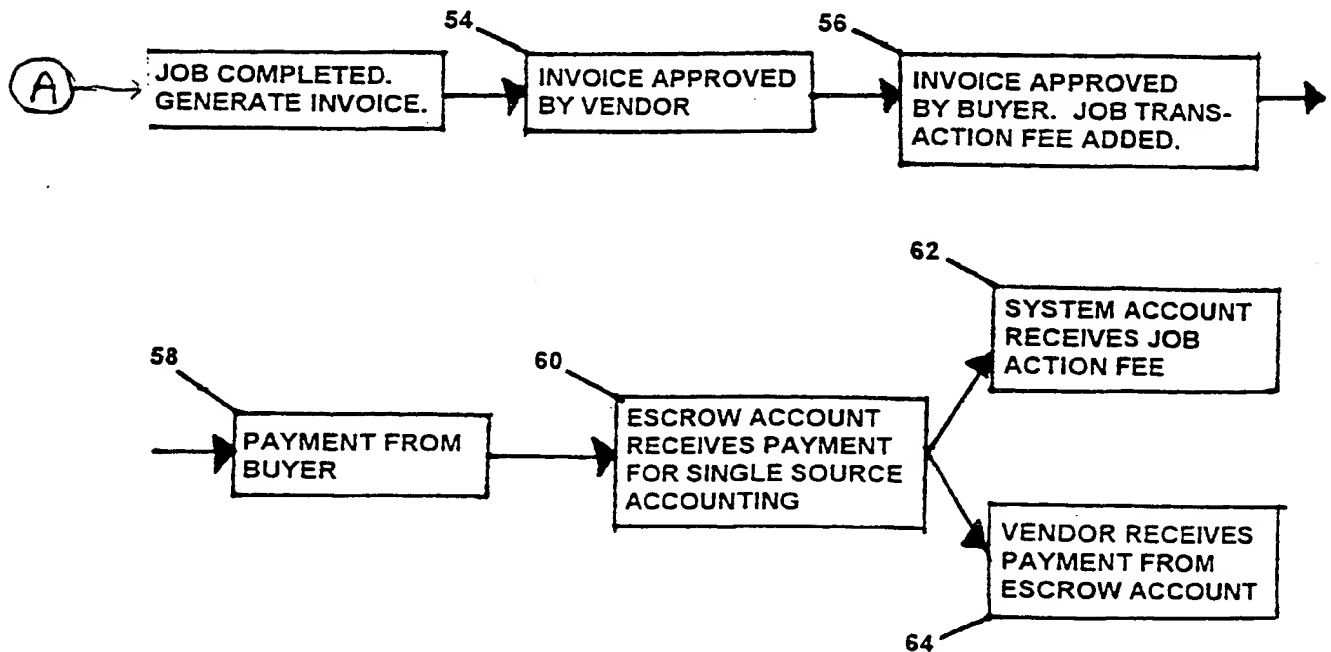 54
56
A
JOB COMPLETED.
GENERATE INVOICE.
INVOICE APPROVED
BY VENDOR
INVOICE APPROVED
BY BUYER. JOB TRANS-
ACTION FEE ADDED.
62
SYSTEM ACCOUNT
RECEIVES JOB
ACTION FEE
58
60
PAYMENT FROM
BUYER
ESCROW ACCOUNT
RECEIVES PAYMENT
FOR SINGLE SOURCE
ACCOUNTING
VENDOR RECEIVES
PAYMENT FROM
ESCROW ACCOUNT
64